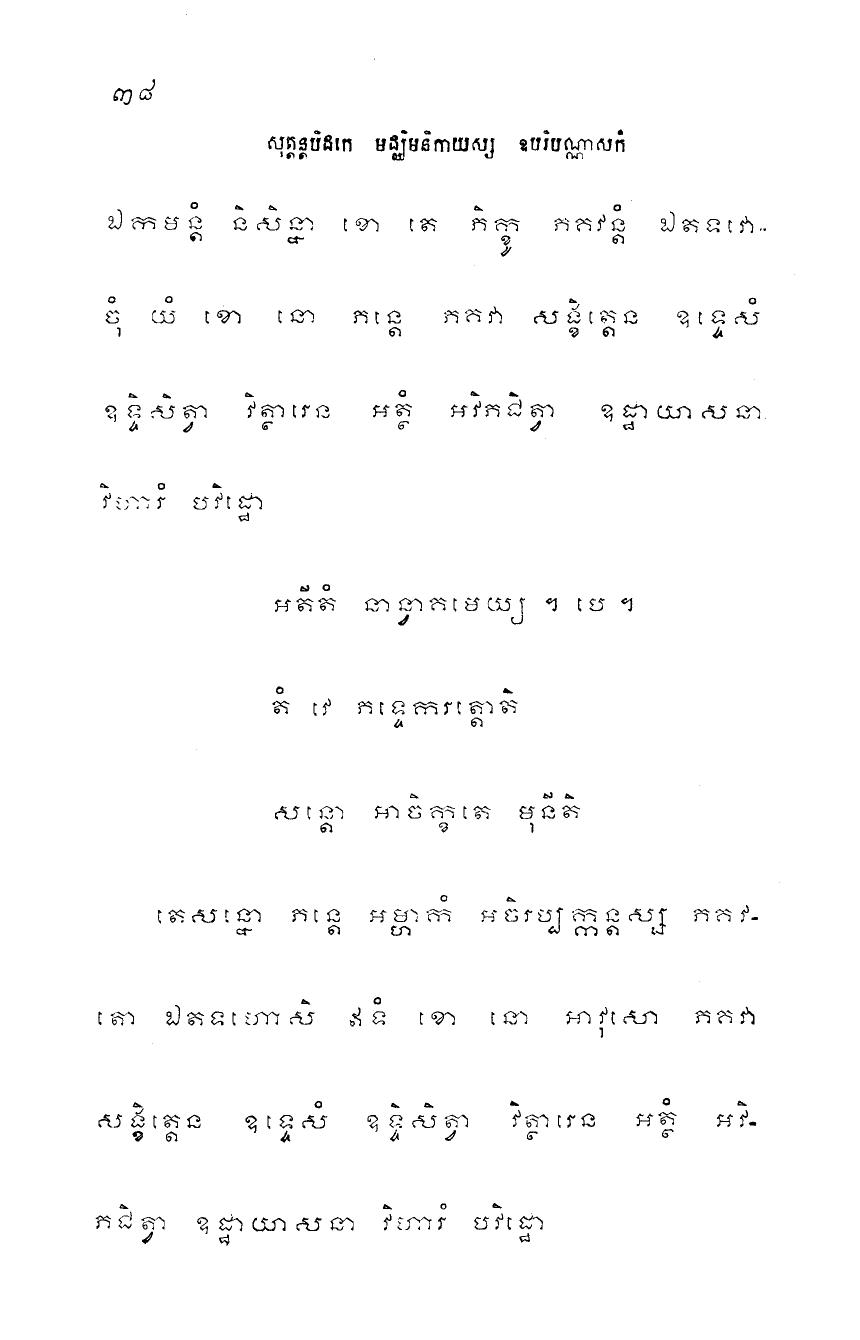 ៣៨
សុត្តន្តបិដកេ មជ្ឈិមនិកាយស្ស ឧបរិបណ្ណាសកំ
ឯកមន្តំ និសិន្នា ខោ តេ ភិក្ខូ ភគវន្តំ ឯតទវោ-
ចុំ យំ ខោ នោ ភន្តេ ភគវា សង្ខិត្តេន ឧទ្ទេសំ
ឧទ្ទិសិត្វា វិត្ថារេន អត្ថំ អវិភជិត្វា ឧដ្ឋាយាសនា
វិហារំ បវិដ្ឋោ
អតីតំ នាន្វាគមេយ្យ ។ បេ ។
តំ វេ ភទ្ទេករត្តោតិ
សន្តោ អាចិក្ខតេ មុនីតិ
តេសន្នោ ភន្តេ អម្ហាកំ អចិរប្បក្កន្តស្ស ភគវ-
តោ ឯតទហោសិ ឥទំ ខោ នោ អាវុសោ ភគវា
សង្ខិត្តេន ឧទ្ទេសំ ឧទ្ទិសិត្វា វិត្ថារេន អត្ថំ អវិ-
ភជិត្វា ឧដ្ឋាយាសនា វិហារំ បវិដ្ឋោ